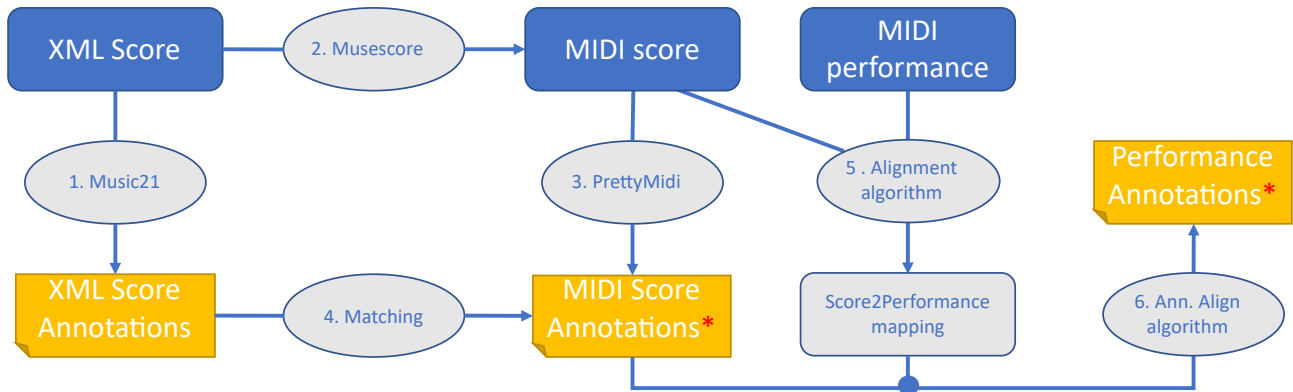 XML Score
2. Musescore
MIDI score
MIDI
performance
1. Music21
3. PrettyMidi
5 . Alignment
algorithm
Performance
Annotations*
XML Score
Annotations
4. Matching
MIDI Score
Annotations*
Score2Performance
mapping
6. Ann. Align
algorithm